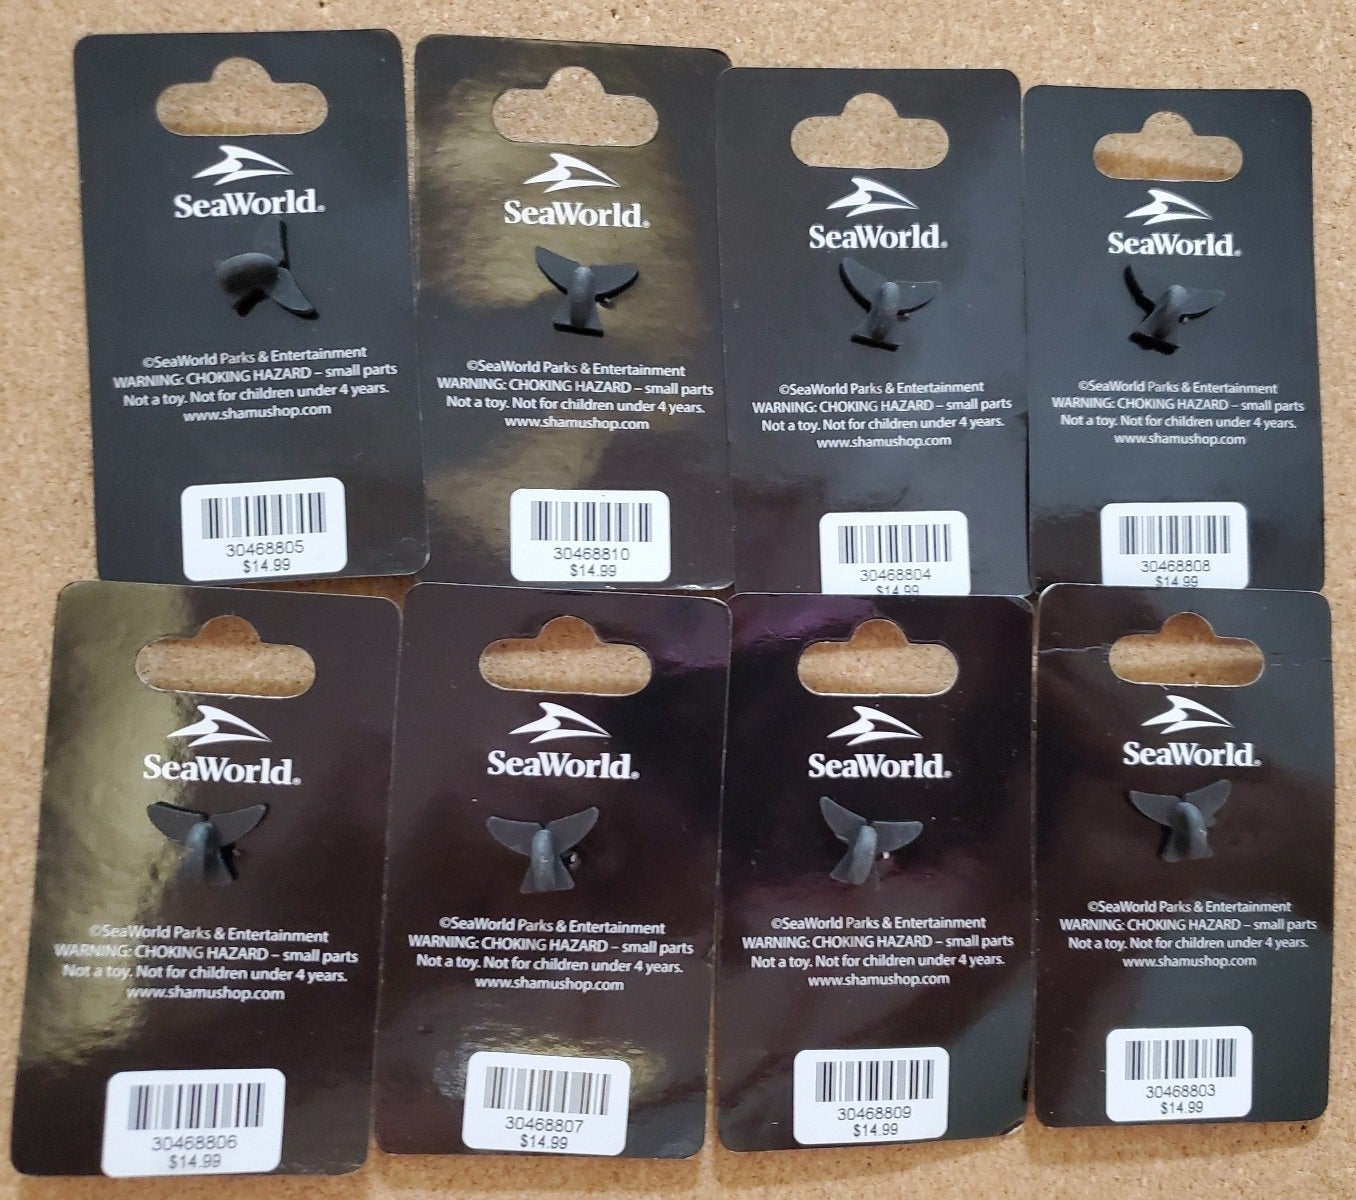 SeaWorld®
©SeaWorld Parks & Entertainment
WARNING: CHOKING HAZARD – small parts
Not a toy. Not for children under 4 years.
www.shamushop.com
30468805
$14.99
SeaWorld®
©SeaWorld Parks & Entertainment
WARNING: CHOKING HAZARD – small parts
Not a toy. Not for children under 4 years.
www.shamushop.com
30468810
$14.99
SeaWorld®
©SeaWorld Parks & Entertainment
WARNING: CHOKING HAZARD – small parts
Not a toy. Not for children under 4 years.
www.shamushop.com
30468804
$14.99
SeaWorld®
©SeaWorld Parks & Entertainment
WARNING: CHOKING HAZARD – small parts
Not a toy. Not for children under 4 years.
www.shamushop.com
30468808
$14.99
SeaWorld®
©SeaWorld Parks & Entertainment
WARNING: CHOKING HAZARD – small parts
Not a toy. Not for children under 4 years.
www.shamushop.com
30468806
$14.99
SeaWorld®
©SeaWorld Parks & Entertainment
WARNING: CHOKING HAZARD – small parts
Not a toy. Not for children under 4 years.
www.shamushop.com
30468807
$14.99
SeaWorld®
©SeaWorld Parks & Entertainment
WARNING: CHOKING HAZARD – small parts
Not a toy. Not for children under 4 years.
www.shamushop.com
30468809
$14.99
SeaWorld®
©SeaWorld Parks & Entertainment
WARNING: CHOKING HAZARD – small parts
Not a toy. Not for children under 4 years.
www.shamushop.com
30468803
$14.99